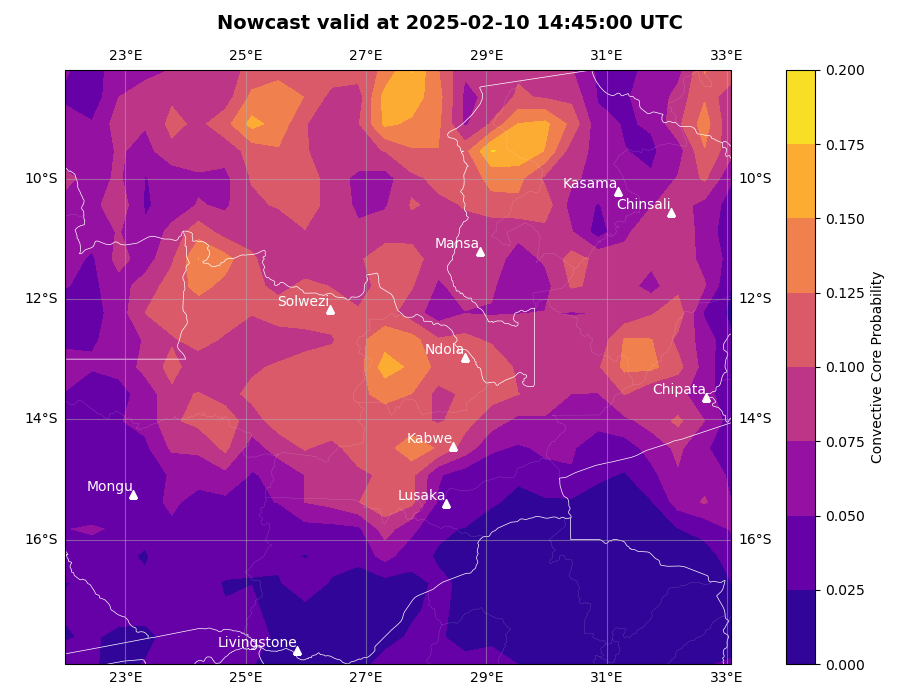 Nowcast valid at 2025-02-10 14:45:00 UTC
23°E 25°E 27°E 29°E 31°E 33°E
0.200
0.175
10°S Kasama 10°S
Chinsali
0.150
Mansa
12°S Solwezi 12°S
0.125
Ndola
0.100
Chipata
14°S 14°S
Kabwe
0.075
Mongu Lusaka
0.050
16°S 16°S
0.025
Livingstone
0.000
23°E 25°E 27°E 29°E 31°E 33°E
Convective Core Probability